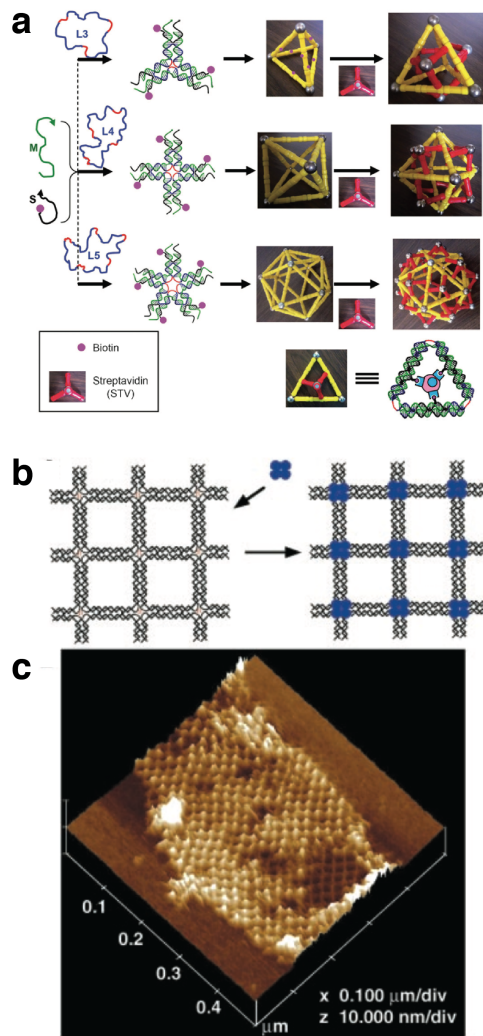 a
L3
L4
M
S
L5
Biotin
Streptavidin
(STV)
b
c
0.1
0.2
0.3
0.4
μm
x 0.100 μm/div
z 10.000 nm/div